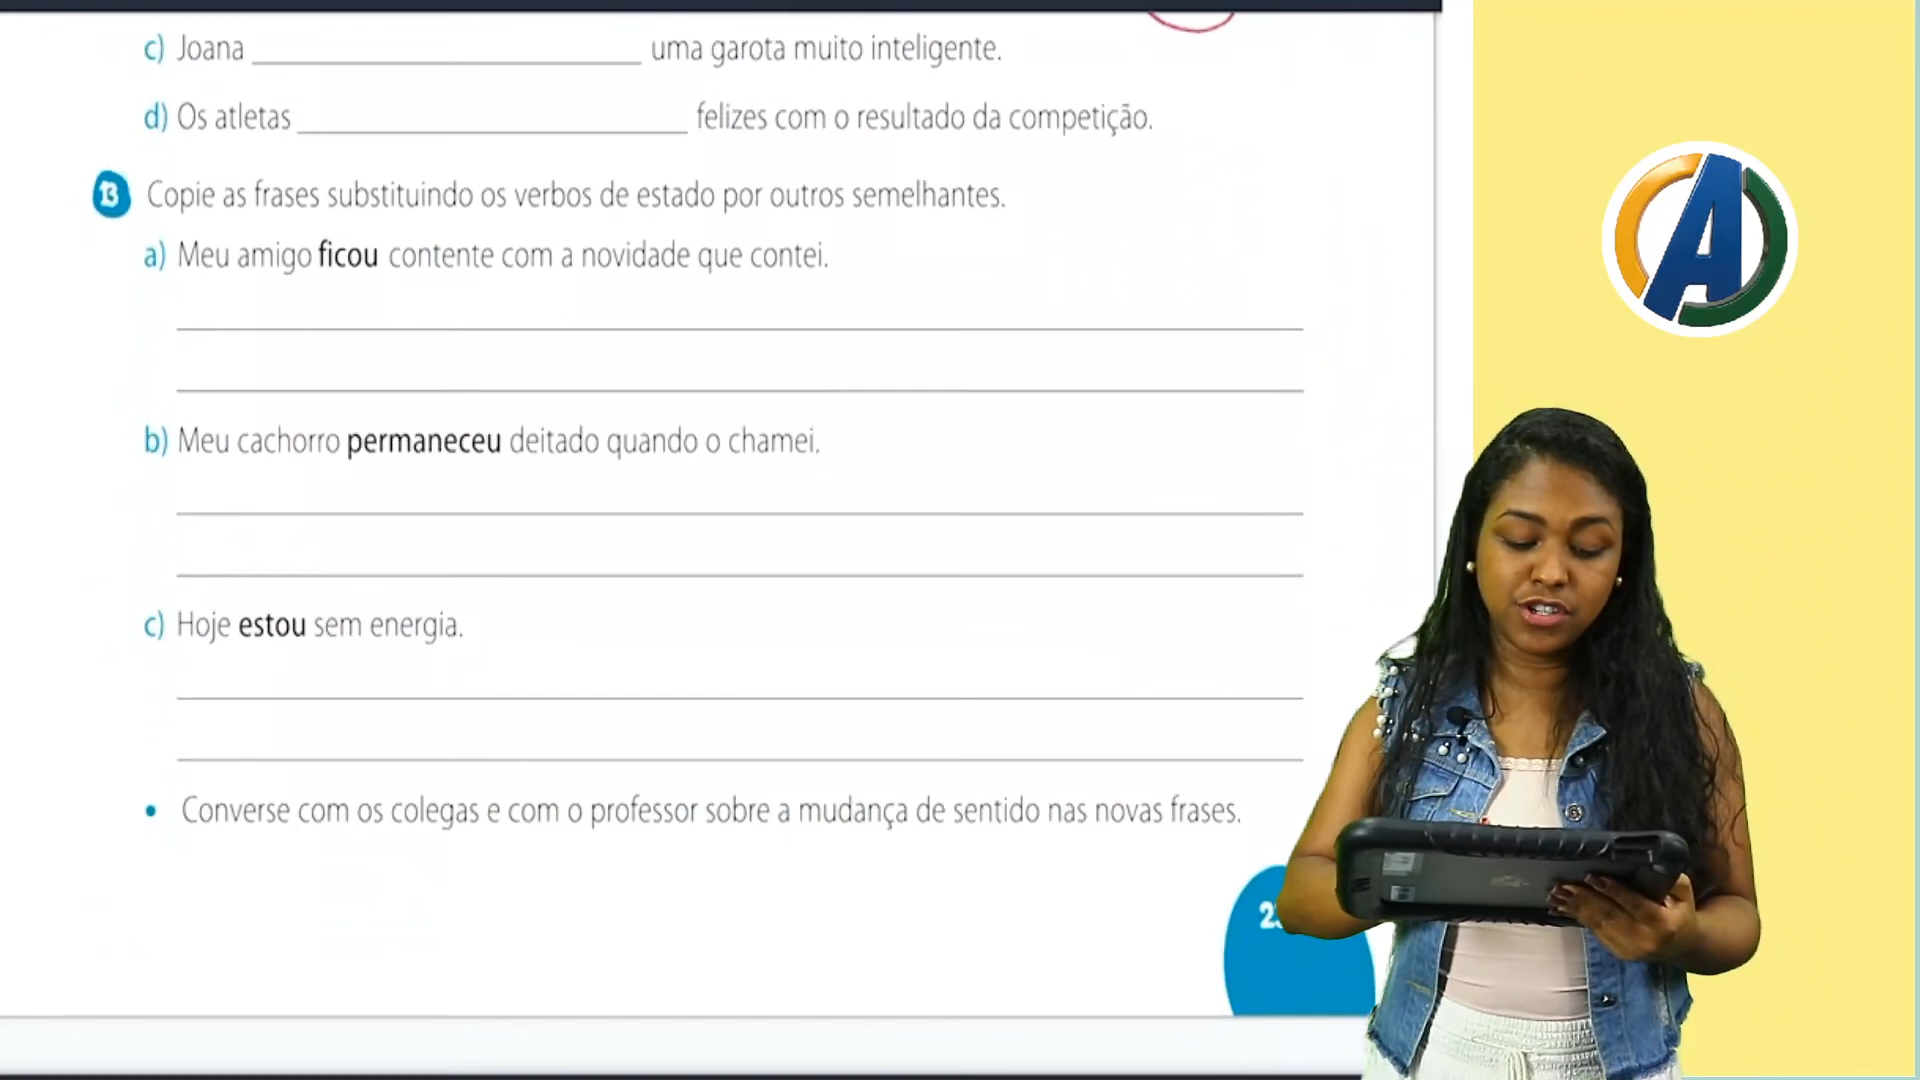 c) Joana ______ uma garota muito inteligente.
d) Os atletas ______ felizes com o resultado da competição.
13 Copie as frases substituindo os verbos de estado por outros semelhantes.
a) Meu amigo ficou contente com a novidade que contei.
b) Meu cachorro permaneceu deitado quando o chamei.
c) Hoje estou sem energia.
• Converse com os colegas e com o professor sobre a mudança de sentido nas novas frases.
A